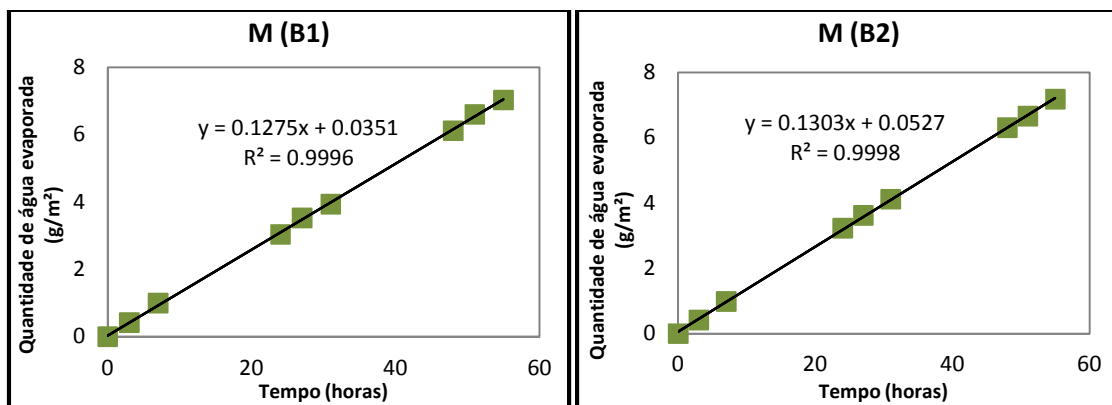 M (B1)
Quantidade de água evaporada
(g/m²)
8
6
4
2
0
y = 0.1275x + 0.0351
R² = 0.9996
0
20
40
60
Tempo (horas)
M (B2)
Quantidade de água evaporada
(g/m²)
8
6
4
2
0
y = 0.1303x + 0.0527
R² = 0.9998
0
20
40
60
Tempo (horas)